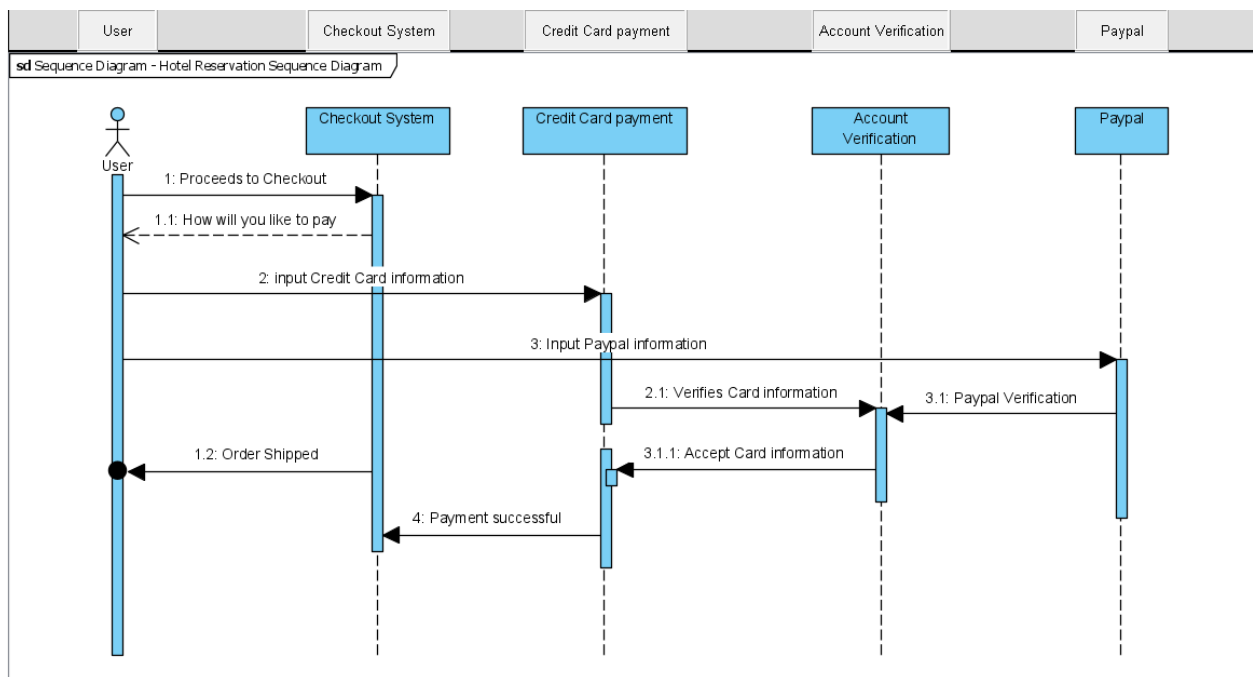 User
Checkout System
Credit Card payment
Account Verification
Paypal
sd Sequence Diagram - Hotel Reservation Sequence Diagram
User
Checkout System
Credit Card payment
Account
Verification
Paypal
1: Proceeds to Checkout
1.1: How will you like to pay
2: input Credit Card information
3: Input Paypal information
2.1: Verifies Card information
3.1: Paypal Verification
1.2: Order Shipped
3.1.1: Accept Card information
4: Payment successful